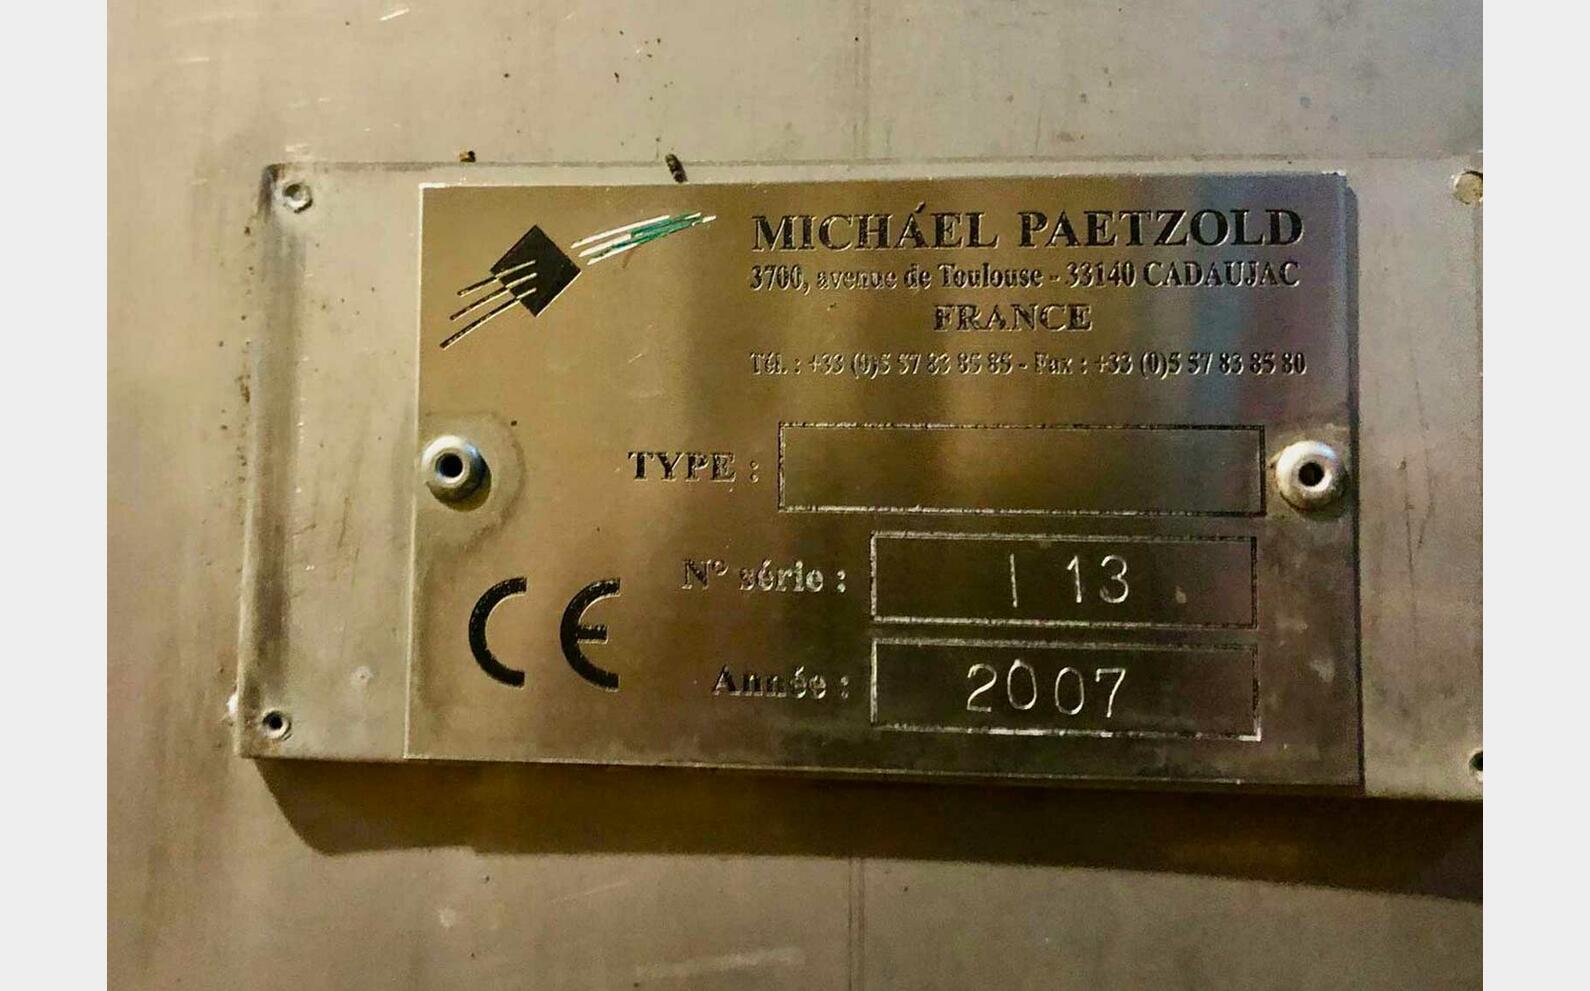 MICHÁEL PAETZOLD
3700, avenue de Toulouse - 33140 CADAUJAC
FRANCE
Tél. : +33 (0)5 57 83 85 85 - Fax : +33 (0)5 57 83 85 80
TYPE :
N° série : | 13
CE
Année : 2007